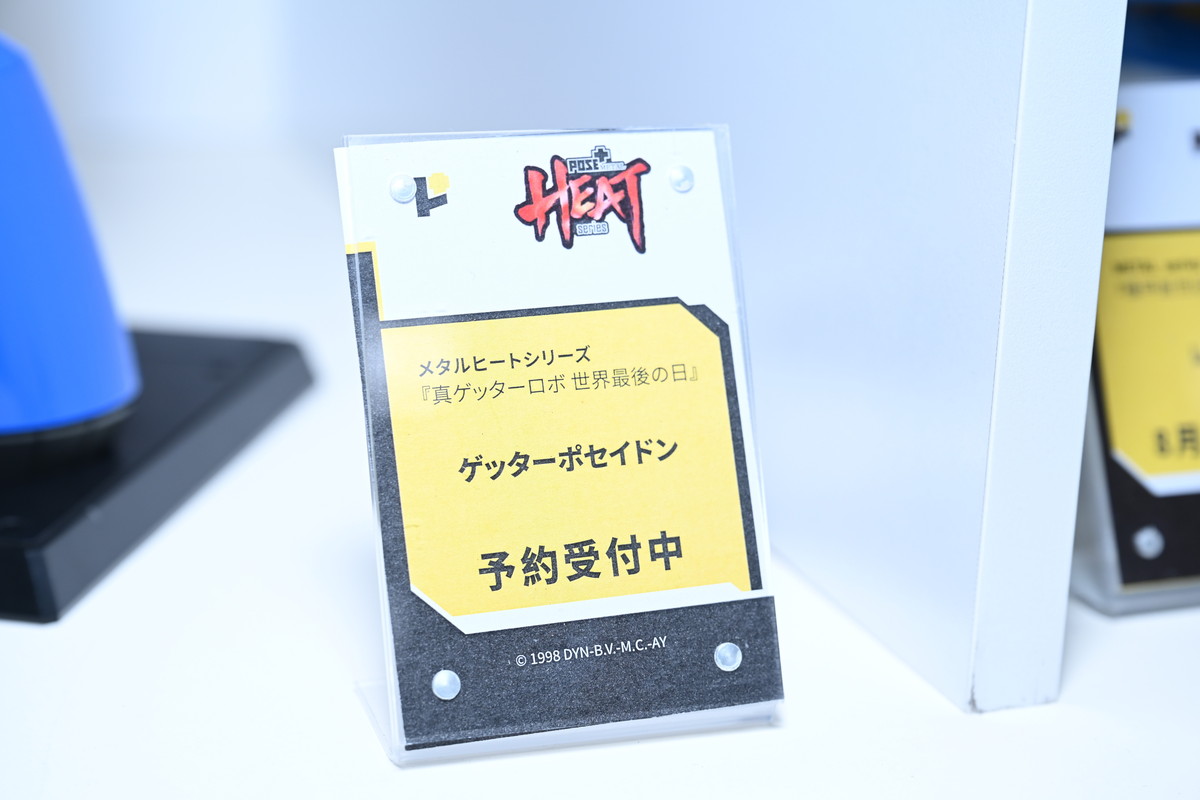 POSE+
HEAT
series
メタルヒートシリーズ
『真ゲッターロボ 世界最後の日』
ゲッターポセイドン
予約受付中
© 1998 DYN-B.V.-M.C.-AY
8月